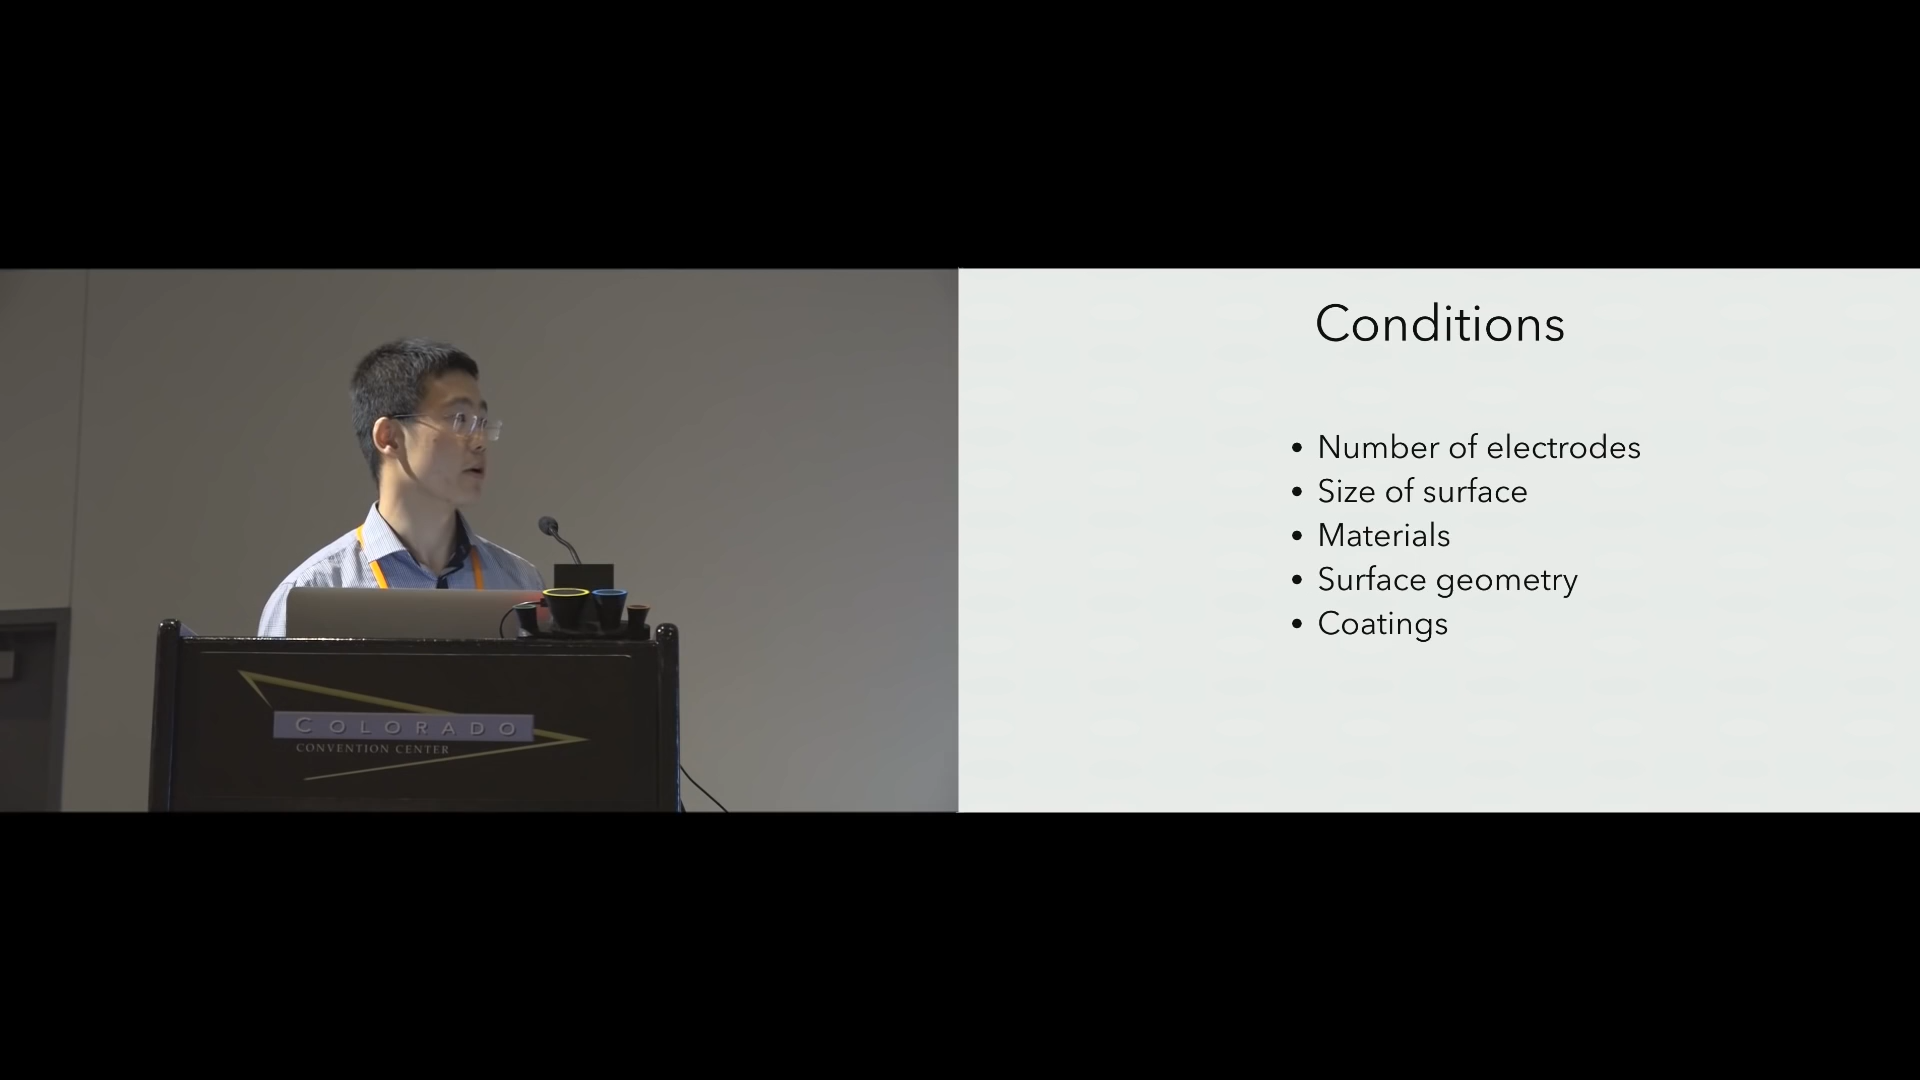 COLORADO
CONVENTION CENTER
Conditions
• Number of electrodes
• Size of surface
• Materials
• Surface geometry
• Coatings